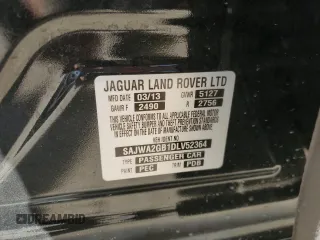 JAGUAR LAND ROVER LTD
MFD DATE 03/13 GVWR 5127
GAWR F 2490 R 2756
THIS VEHICLE CONFORMS TO ALL APPLICABLE FEDERAL MOTOR
VEHICLE SAFETY, BUMPER AND THEFT PREVENTION
STANDARDS IN EFFECT ON THE DATE
OF MANUFACTURE SHOWN ABOVE.
VEH IDENT NO
SAJWA2GB1DLV52364
TYPE PASSENGER CAR
PAINT PEC TRIM PDB